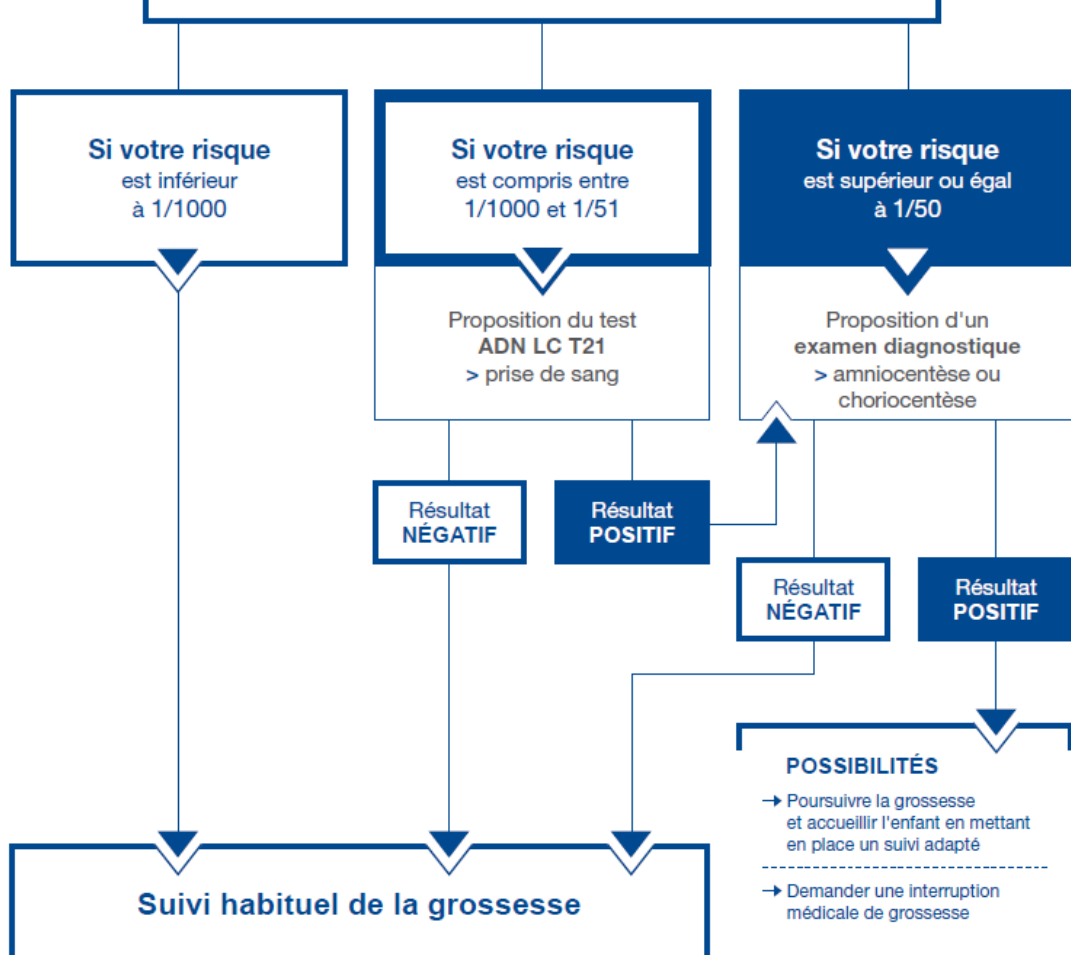 Si votre risque
est inférieur
à 1/1000
Si votre risque
est compris entre
1/1000 et 1/51
Si votre risque
est supérieur ou égal
à 1/50
Proposition du test
ADN LC T21
> prise de sang
Proposition d'un
examen diagnostique
> amniocentèse ou
choriocentèse
Résultat
NÉGATIF
Résultat
POSITIF
Résultat
NÉGATIF
Résultat
POSITIF
POSSIBILITÉS
→ Poursuivre la grossesse
et accueillir l'enfant en mettant
en place un suivi adapté
→ Demander une interruption
médicale de grossesse
Suivi habituel de la grossesse